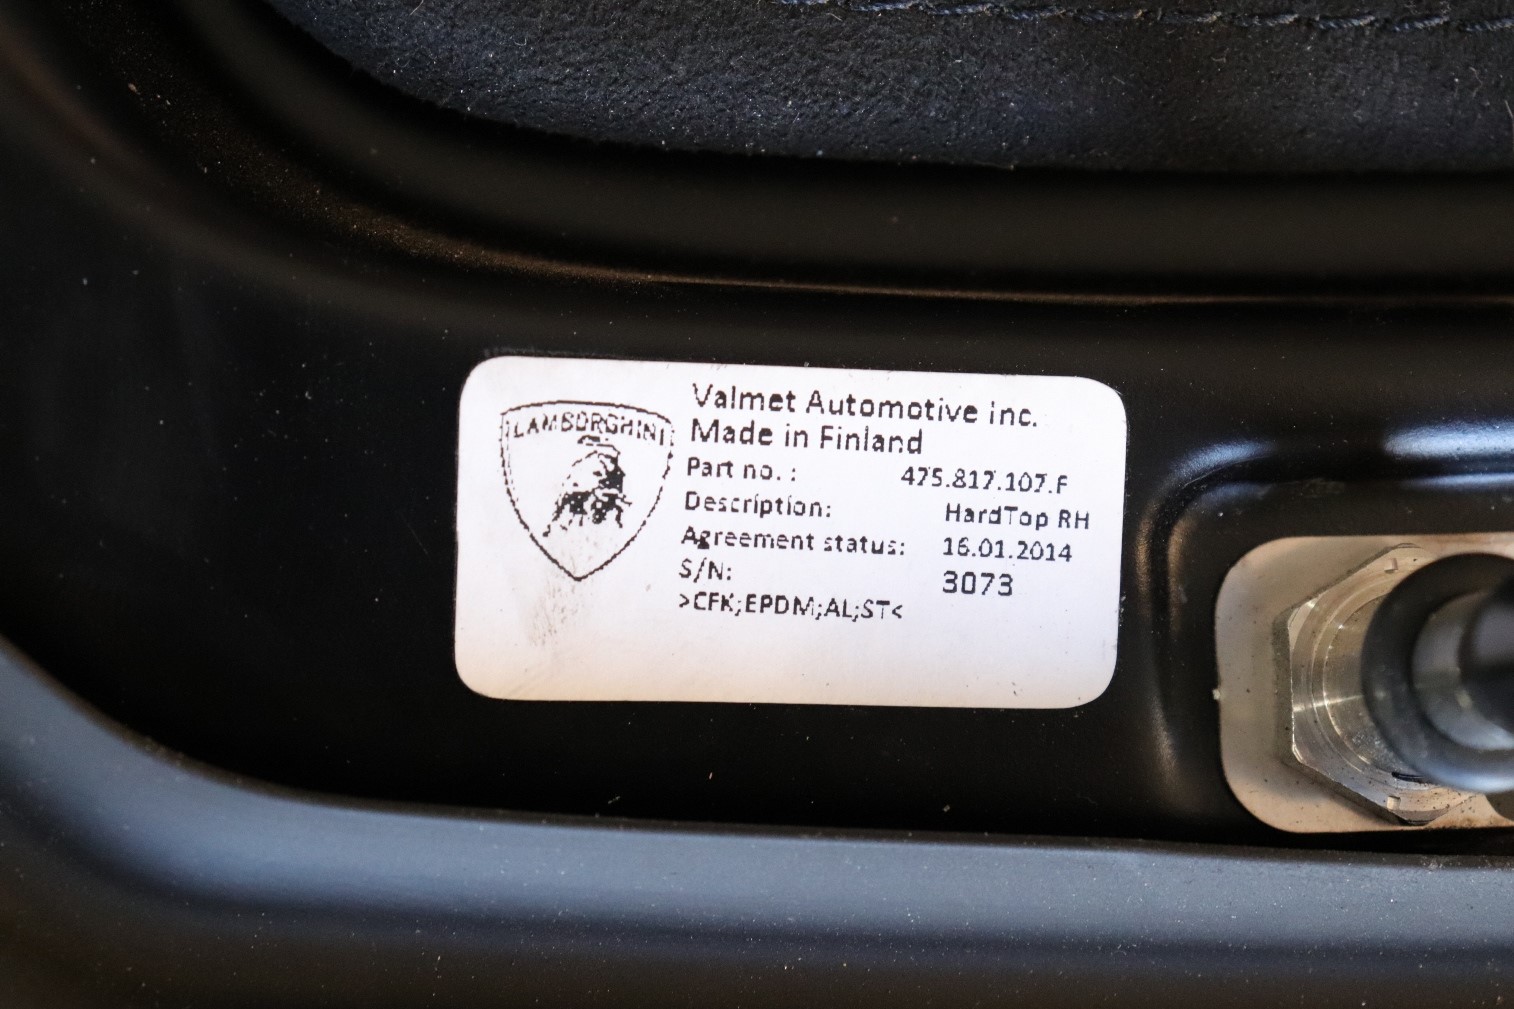 LAMBORGHINI
Valmet Automotive Inc.
Made in Finland
Part no. : 475.817.107.F
Description: HardTop RH
Agreement status: 16.01.2014
S/N: 3073
>CFK;EPDM;AL;ST<